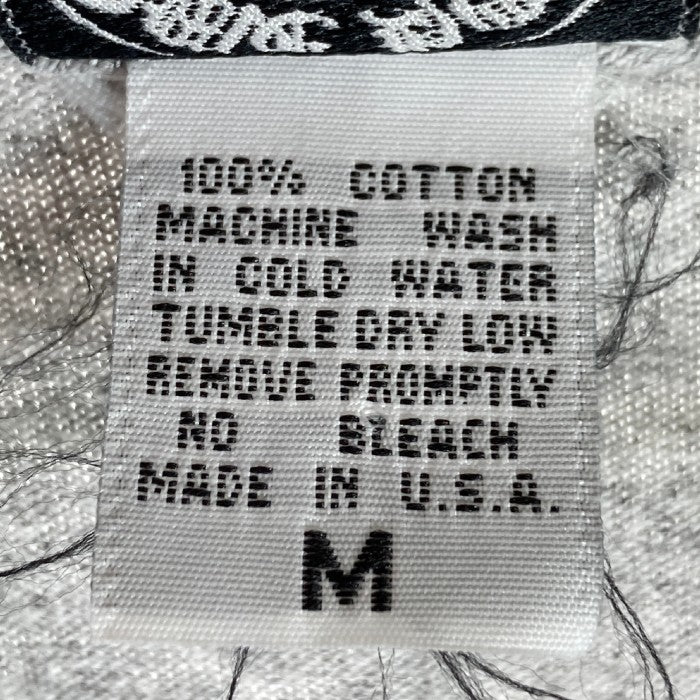 100% COTTON
MACHINE WASH
IN COLD WATER
TUMBLE DRY LOW
REMOVE PROMPTLY
NO BLEACH
MADE IN U.S.A.
M